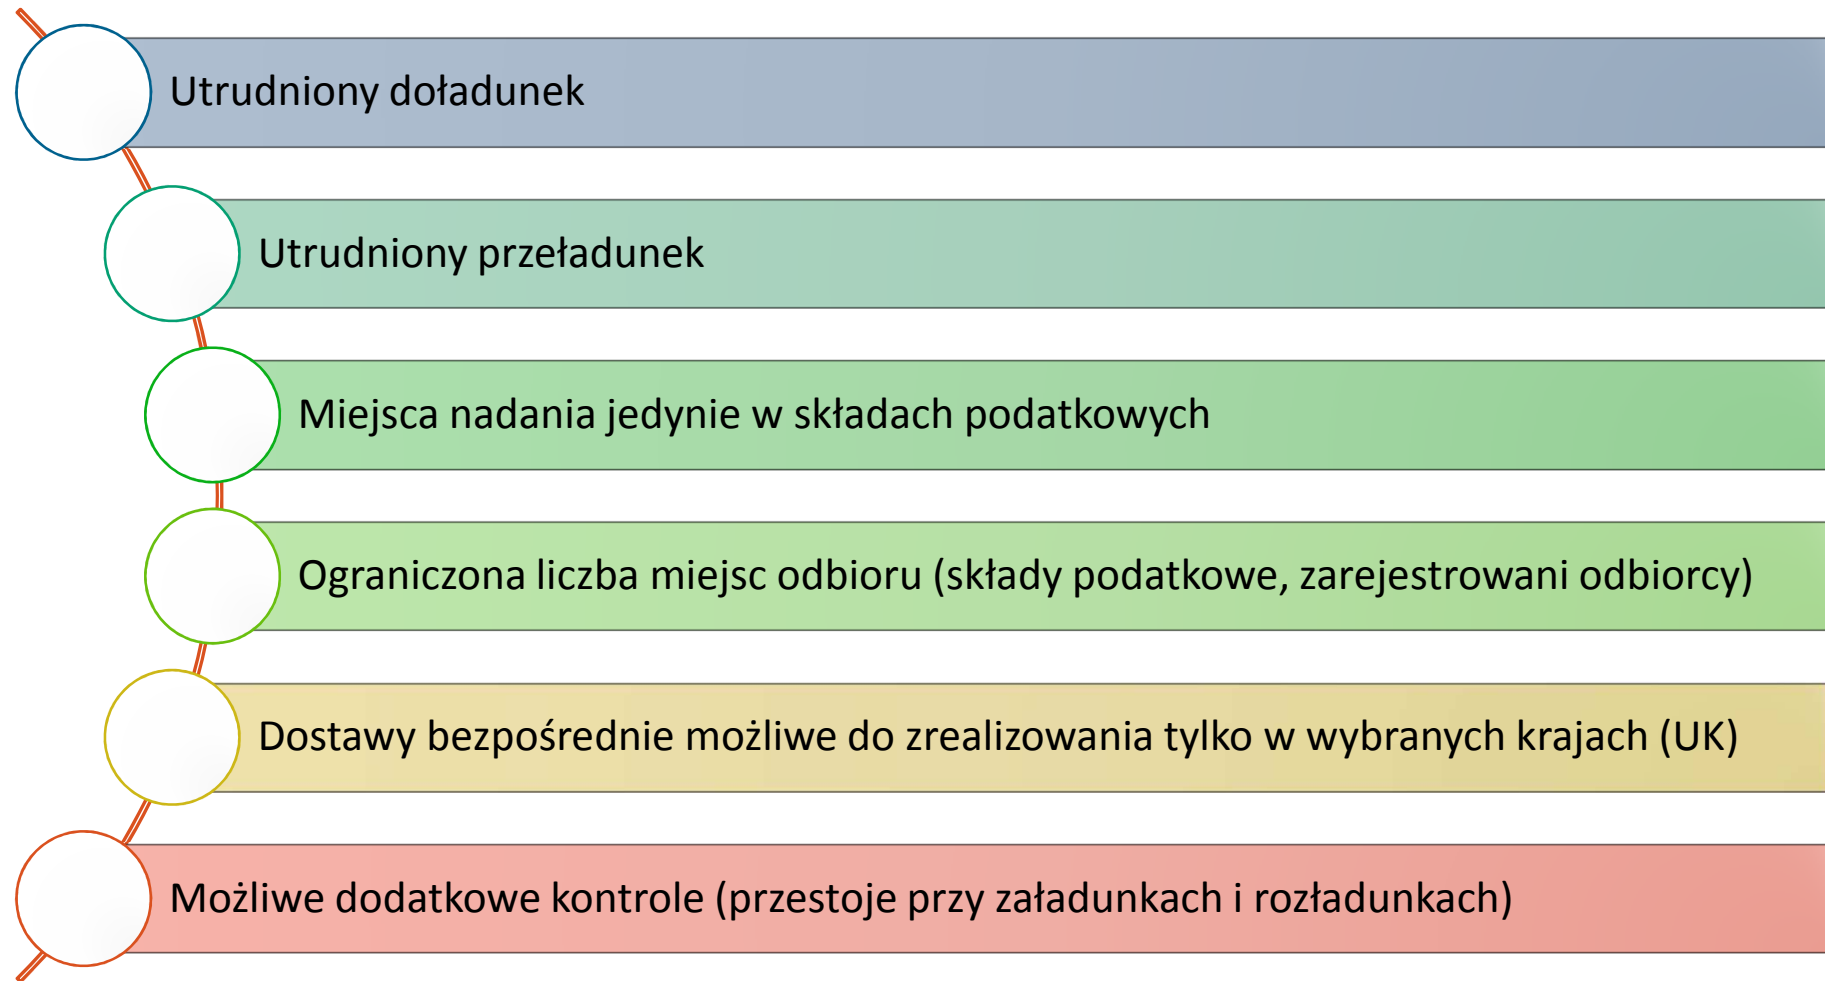 Utrudniony doładunek
Utrudniony przeładunek
Miejsca nadania jedynie w składach podatkowych
Ograniczona liczba miejsc odbioru (składy podatkowe, zarejestrowani odbiorcy)
Dostawy bezpośrednie możliwe do zrealizowania tylko w wybranych krajach (UK)
Możliwe dodatkowe kontrole (przestoje przy załadunkach i rozładunkach)